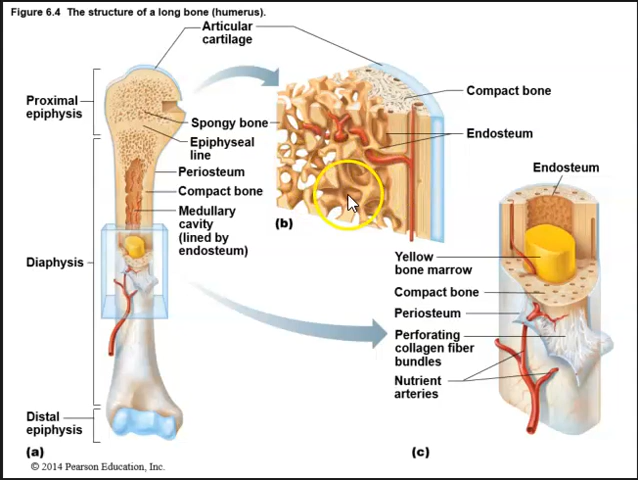 Figure 6.4 The structure of a long bone (humerus).
Articular
cartilage
Proximal
epiphysis
Spongy bone
Epiphyseal
line
Periosteum
Compact bone
Medullary
cavity
(lined by
endosteum)
Diaphysis
Distal
epiphysis
(a)
Compact bone
Endosteum
(b)
Endosteum
Yellow
bone marrow
Compact bone
Periosteum
Perforating
collagen fiber
bundles
Nutrient
arteries
(c)
© 2014 Pearson Education, Inc.